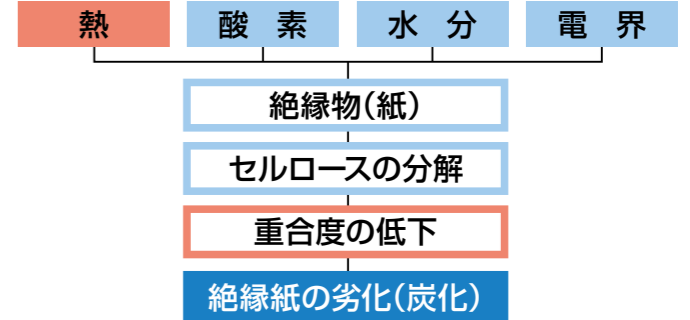 熱
酸　素
水　分
電　界
絶縁物(紙)
セルロースの分解
重合度の低下
絶縁紙の劣化(炭化)